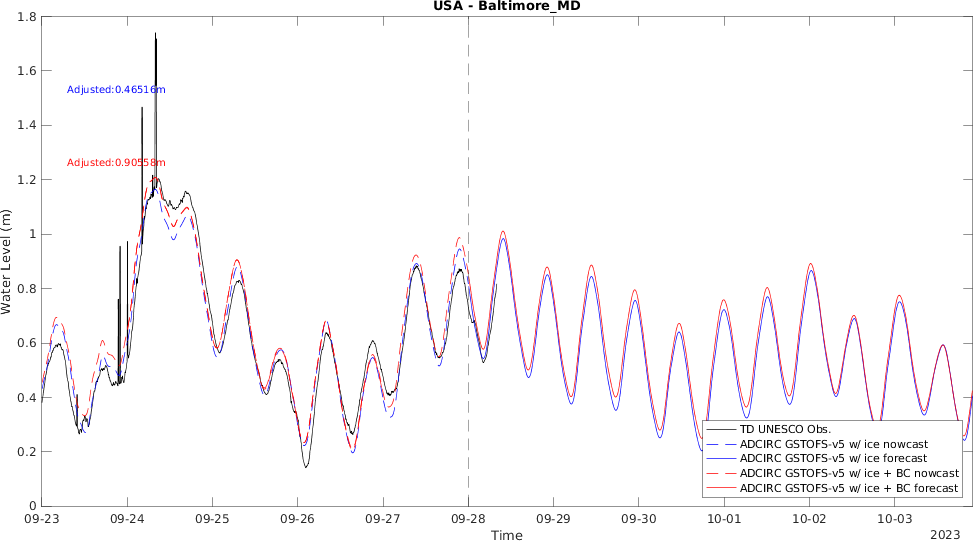 USA - Baltimore_MD
1.8
1.6
1.4
1.2
1
0.8
0.6
0.4
0.2
0
Water Level (m)
Adjusted:0.46516m
Adjusted:0.90558m
TD UNESCO Obs.
ADCIRC GSTOFS-v5 w/ ice nowcast
ADCIRC GSTOFS-v5 w/ ice forecast
ADCIRC GSTOFS-v5 w/ ice + BC nowcast
ADCIRC GSTOFS-v5 w/ ice + BC forecast
09-23 09-24 09-25 09-26 09-27 09-28 09-29 09-30 10-01 10-02 10-03
Time
2023